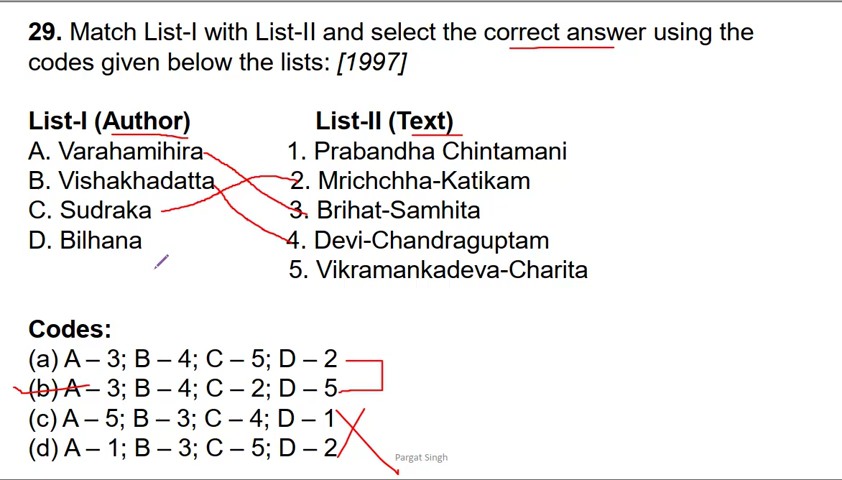 29. Match List-I with List-II and select the correct answer using the
codes given below the lists: [1997]
List-I (Author) List-II (Text)
A. Varahamihira 1. Prabandha Chintamani
B. Vishakhadatta 2. Mrichchha-Katikam
C. Sudraka 3. Brihat-Samhita
D. Bilhana 4. Devi-Chandraguptam
5. Vikramankadeva-Charita
Codes:
(a) A – 3; B – 4; C – 5; D – 2
(b) A – 3; B – 4; C – 2; D – 5
(c) A – 5; B – 3; C – 4; D – 1
(d) A – 1; B – 3; C – 5; D – 2
Pargat Singh